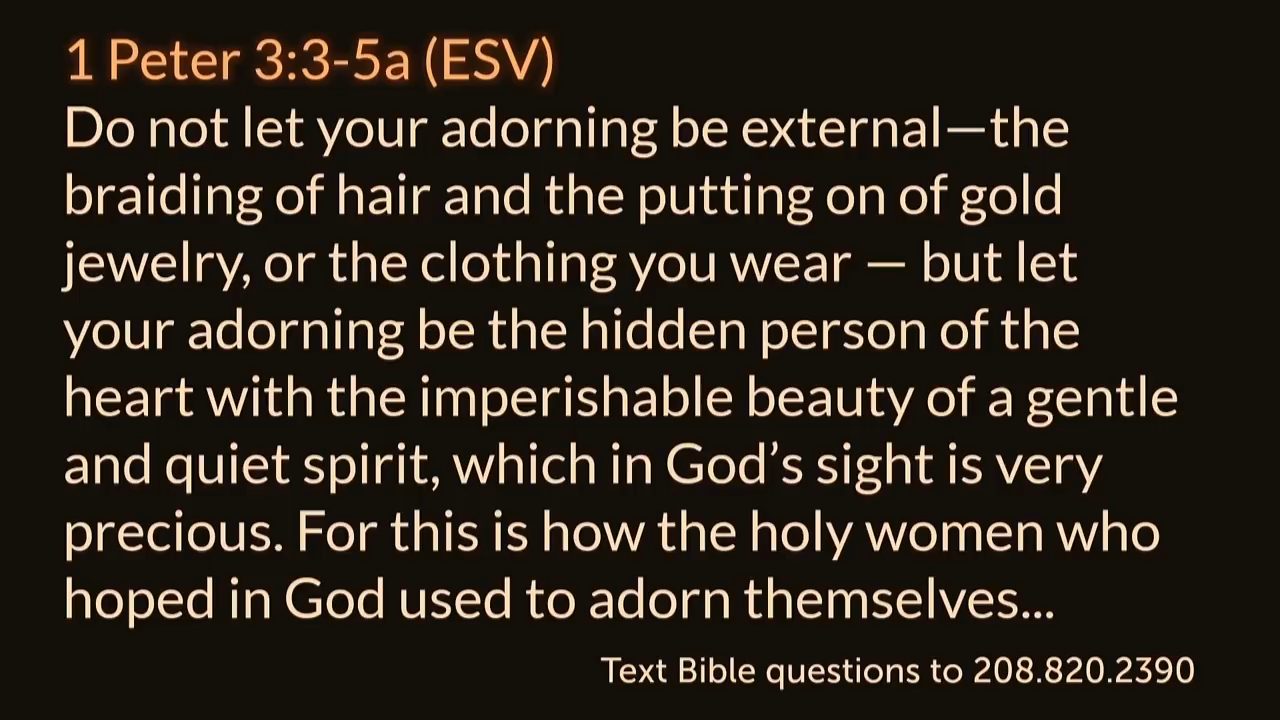 1 Peter 3:3-5a (ESV)
Do not let your adorning be external—the
braiding of hair and the putting on of gold
jewelry, or the clothing you wear — but let
your adorning be the hidden person of the
heart with the imperishable beauty of a gentle
and quiet spirit, which in God’s sight is very
precious. For this is how the holy women who
hoped in God used to adorn themselves...
Text Bible questions to 208.820.2390